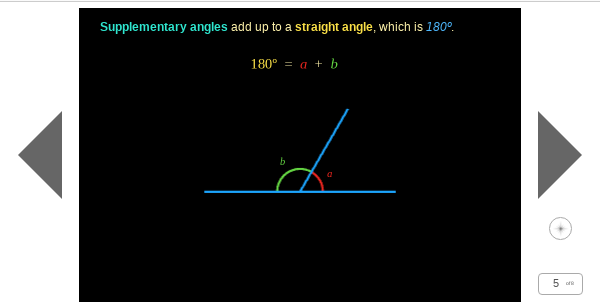 Supplementary angles add up to a straight angle, which is 180º.
180° = a + b
b
a
5 of 8